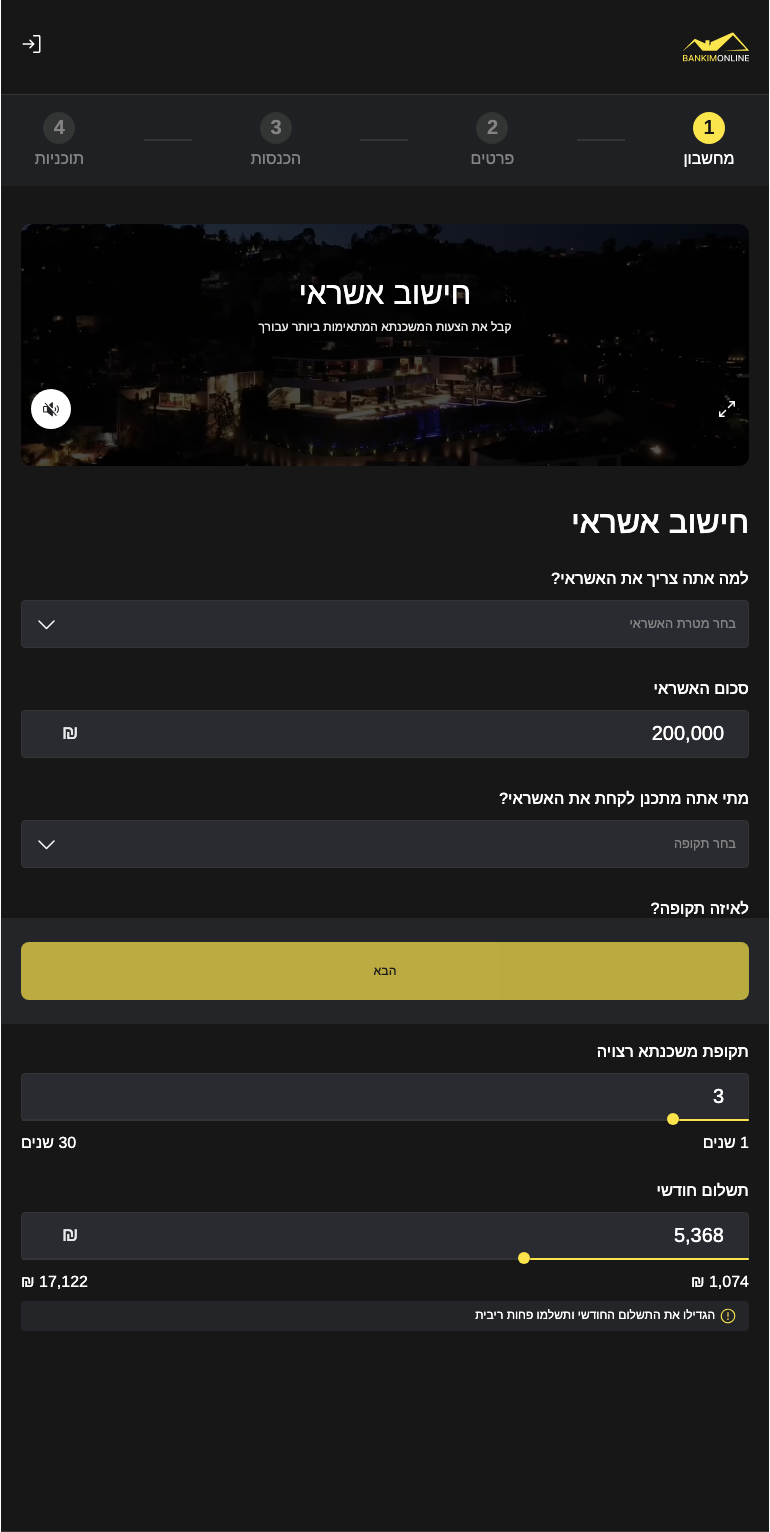 BANKIMONLINE
1
מחשבון
2
פרטים
3
הכנסות
4
תוכניות
חישוב אשראי
קבל את הצעות המשכנתא המתאימות ביותר עבורך
חישוב אשראי
למה אתה צריך את האשראי?
בחר מטרת האשראי
סכום האשראי
200,000 ₪
מתי אתה מתכנן לקחת את האשראי?
בחר תקופה
לאיזה תקופה?
הבא
תקופת משכנתא רצויה
3
1 שנים
30 שנים
תשלום חודשי
5,368 ₪
1,074 ₪
17,122 ₪
הגדילו את התשלום החודשי ותשלמו פחות ריבית